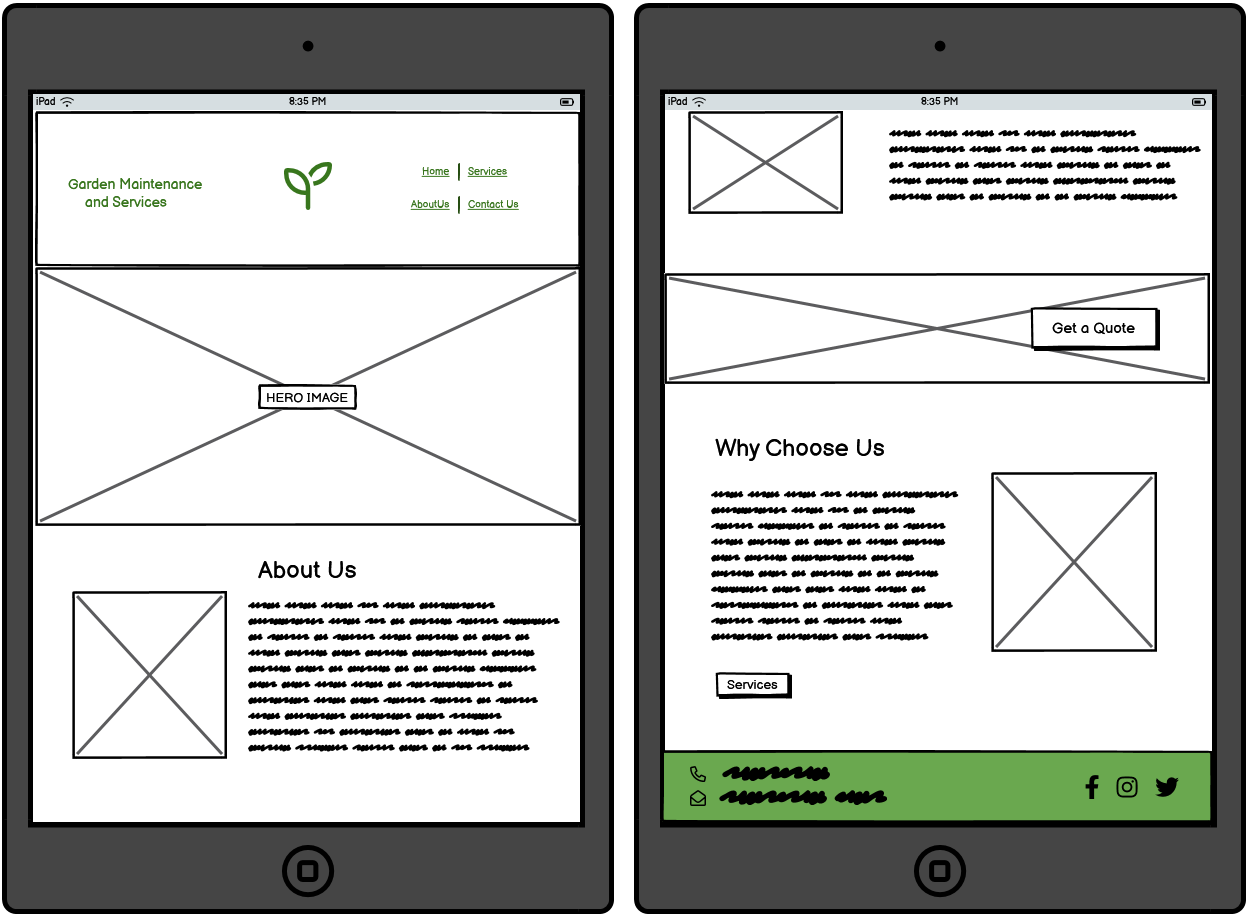 iPad 8:35 PM
Garden Maintenance
and Services
Home Services
AboutUs Contact Us
HERO IMAGE
About Us
iPad 8:35 PM
Get a Quote
Why Choose Us
Services